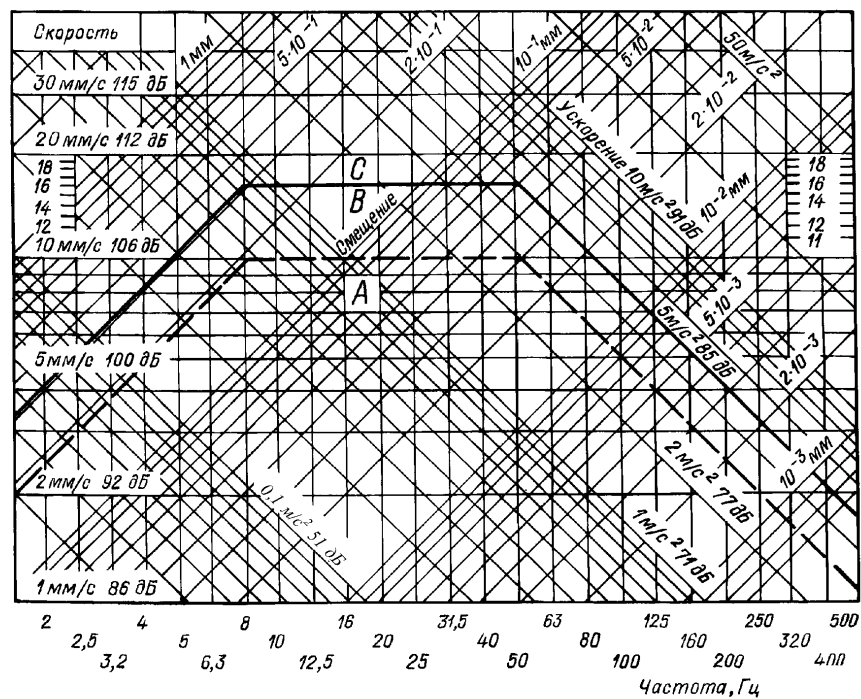 Скорость
1 мм
5·10⁻¹
2·10⁻¹
10⁻¹ мм
5·10⁻²
50 м/с²
2·10⁻²
30 мм/с 115 дБ
20 мм/с 112 дБ
Ускорение 10 м/с² 91 дБ
10⁻² мм
18
16
14
12
18
16
14
12
11
C
B
Смещение
10 мм/с 106 дБ
A
5·10⁻³
5 м/с² 85 дБ
2·10⁻³
5 мм/с 100 дБ
10⁻³ мм
2 мм/с 92 дБ
0,1 м/с² 51 дБ
2 м/с² 77 дБ
1 м/с² 71 дБ
1 мм/с 86 дБ
2 4 8 16 31,5 63 125 250 500
2,5 5 10 20 40 80 160 320
3,2 6,3 12,5 25 50 100 200 4пп
Частота, Гц